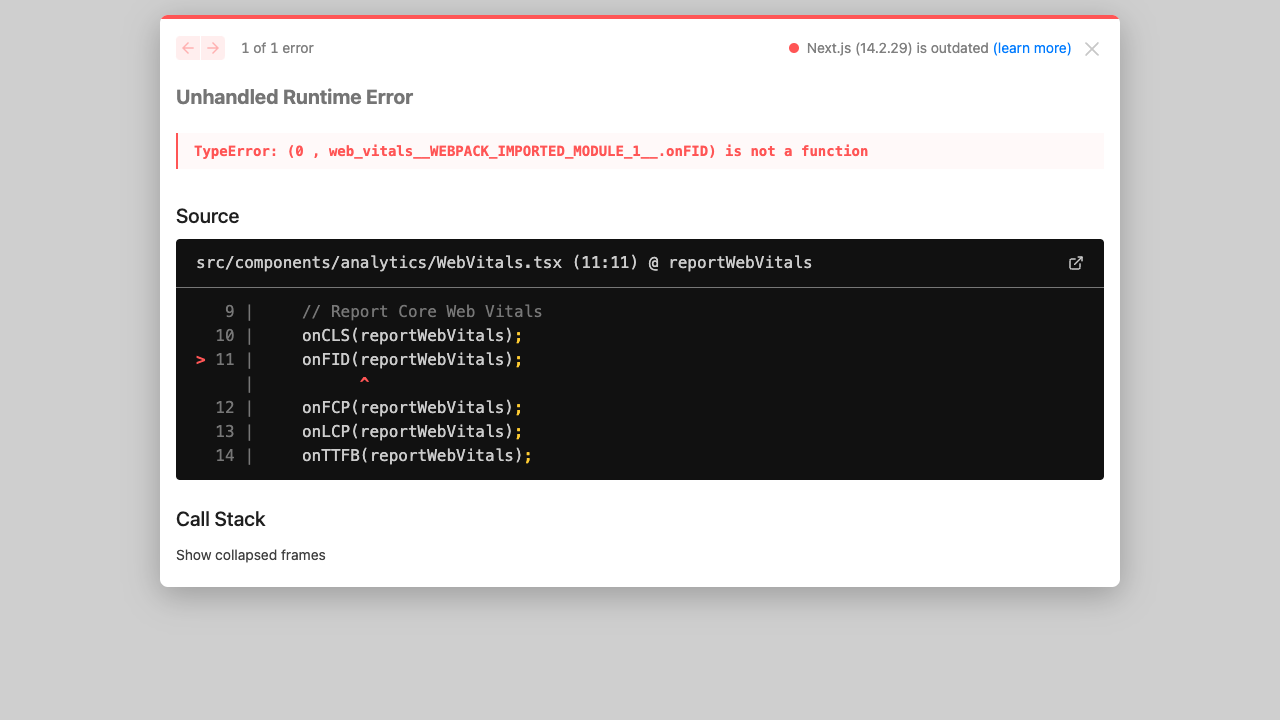 1 of 1 error
Next.js (14.2.29) is outdated (learn more)
Unhandled Runtime Error
TypeError: (0 , web_vitals__WEBPACK_IMPORTED_MODULE_1__.onFID) is not a function
Source
src/components/analytics/WebVitals.tsx (11:11) @ reportWebVitals
9 | // Report Core Web Vitals
10 | onCLS(reportWebVitals);
> 11 | onFID(reportWebVitals);
| ^
12 | onFCP(reportWebVitals);
13 | onLCP(reportWebVitals);
14 | onTTFB(reportWebVitals);
Call Stack
Show collapsed frames